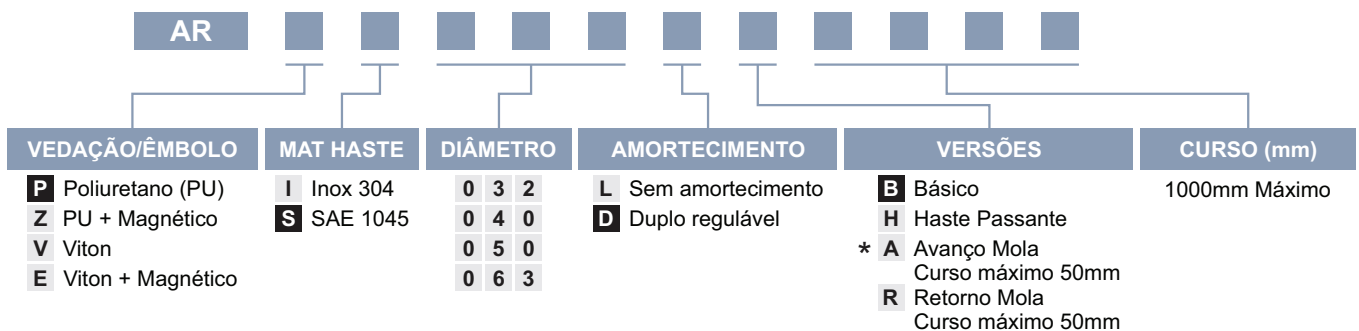 AR
VEDAÇÃO/ÊMBOLO
P Poliuretano (PU)
Z PU + Magnético
V Viton
E Viton + Magnético
MAT HASTE
I Inox 304
S SAE 1045
DIÂMETRO
0 3 2
0 4 0
0 5 0
0 6 3
AMORTECIMENTO
L Sem amortecimento
D Duplo regulável
VERSÕES
B Básico
H Haste Passante
* A Avanço Mola
Curso máximo 50mm
R Retorno Mola
Curso máximo 50mm
CURSO (mm)
1000mm Máximo